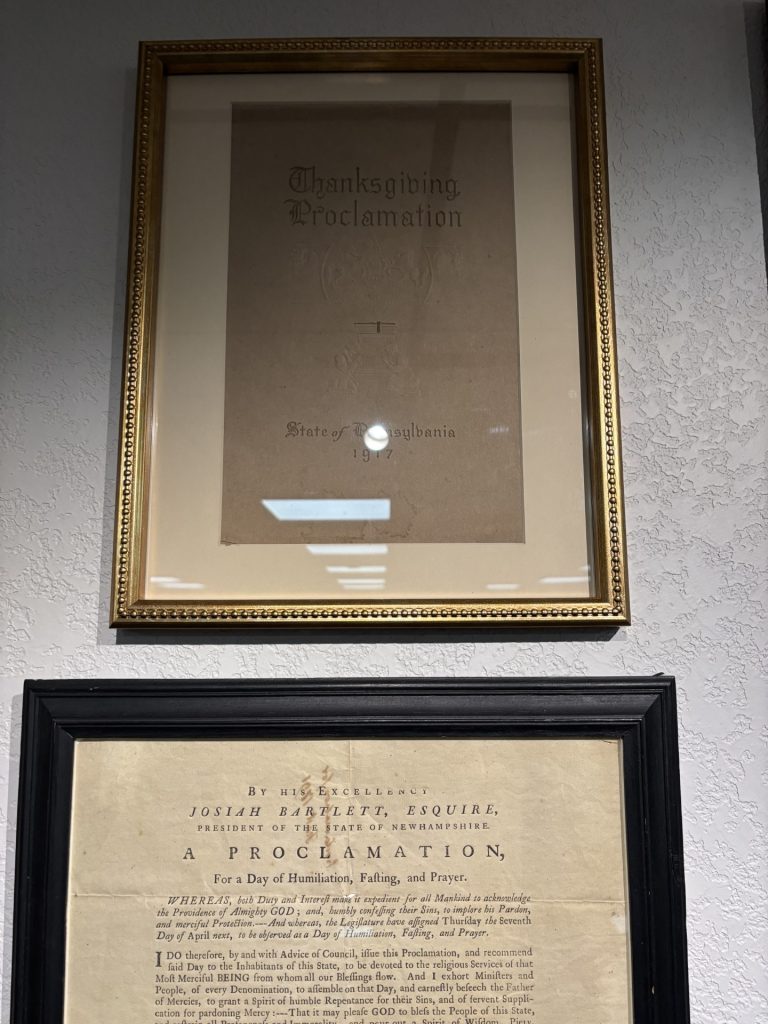 Thanksgiving
Proclamation
State of Pennsylvania
1917
BY HIS EXCELLENCY
JOSIAH BARTLETT, ESQUIRE,
PRESIDENT OF THE STATE OF NEWHAMPSHIRE.
A PROCLAMATION,
For a Day of Humiliation, Faſting, and Prayer.
WHEREAS, both Duty and Intereſt make it expedient for all Mankind to acknowledge
the Providence of Almighty GOD; and, humbly confeſſing their Sins, to implore his Pardon,
and merciful Protection.—And whereas, the Legiſlature have aſſigned Thurſday the Seventh
Day of April next, to be obſerved as a Day of Humiliation, Faſting, and Prayer.
I DO therefore, by and with Advice of Council, iſſue this Proclamation, and recommend
ſaid Day to the Inhabitants of this State, to be devoted to the religious Services of that
Moſt Merciful BEING from whom all our Bleſſings flow. And I exhort Miniſters and
People, of every Denomination, to aſſemble on that Day, and earneſtly beſeech the Father
of Mercies, to grant a Spirit of humble Repentance for their Sins, and of fervent Suppli-
cation for pardoning Mercy:—That it may pleaſe GOD to bleſs the People of this State,
and pour out a Spirit of Wiſdom, Piety,